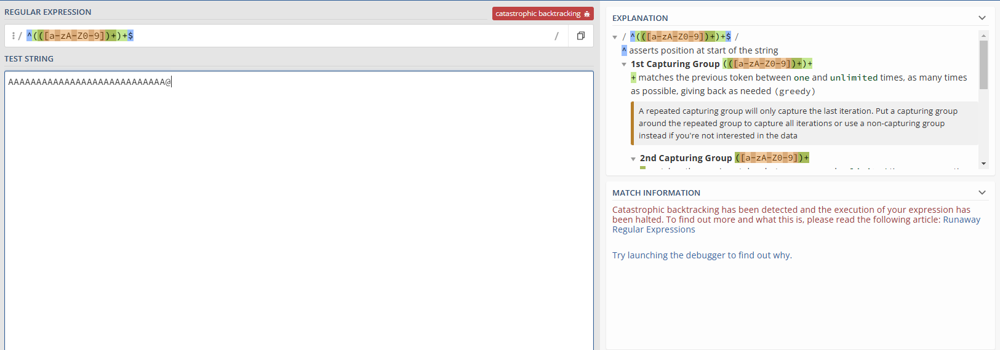 REGULAR EXPRESSION
catastrophic backtracking
/ ^(([a-zA-Z0-9])+)+$ /
TEST STRING
AAAAAAAAAAAAAAAAAAAAAAAAAAAA@
EXPLANATION
/ ^(([a-zA-Z0-9])+)+$ /
^ asserts position at start of the string
1st Capturing Group (([a-zA-Z0-9])+)+
+ matches the previous token between one and unlimited times, as many times
as possible, giving back as needed (greedy)
A repeated capturing group will only capture the last iteration. Put a capturing group
around the repeated group to capture all iterations or use a non-capturing group
instead if you're not interested in the data
2nd Capturing Group ([a-zA-Z0-9])+
MATCH INFORMATION
Catastrophic backtracking has been detected and the execution of your expression has
been halted. To find out more and what this is, please read the following article: Runaway
Regular Expressions
Try launching the debugger to find out why.